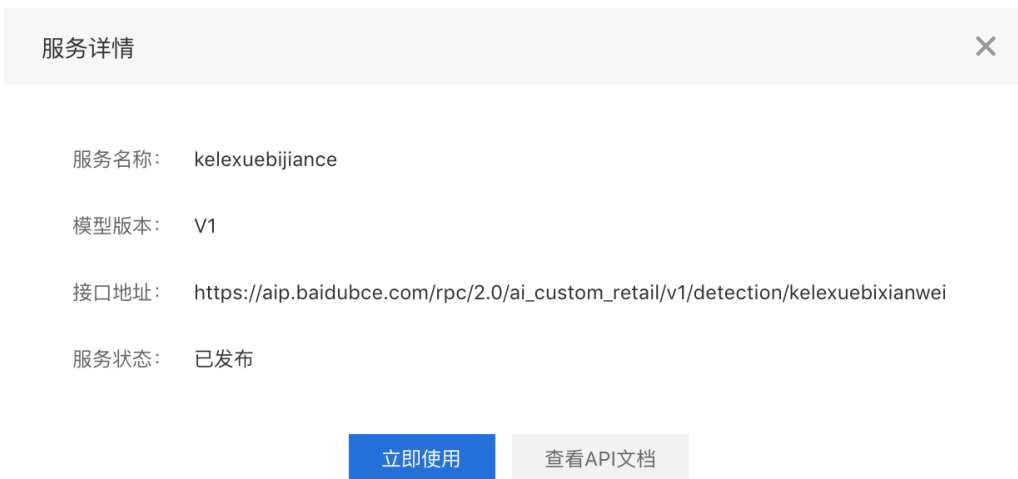 服务详情
服务名称： kelexuebijiance
模型版本： V1
接口地址： https://aip.baidubce.com/rpc/2.0/ai_custom_retail/v1/detection/kelexuebixianwei
服务状态： 已发布
立即使用 查看API文档